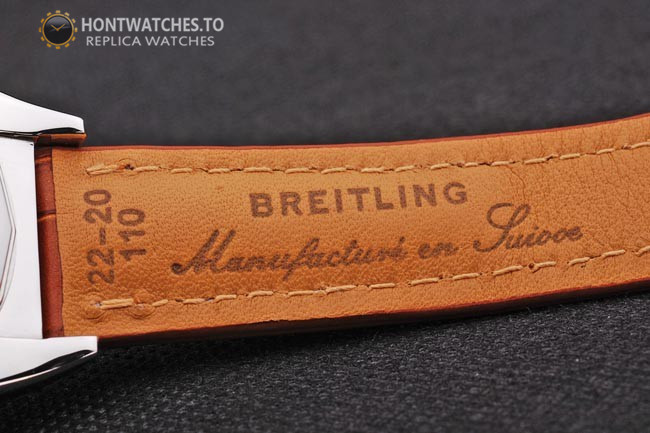 HONTWATCHES.TO
REPLICA WATCHES
22-20
110
BREITLING
Manufacturé en Suisse